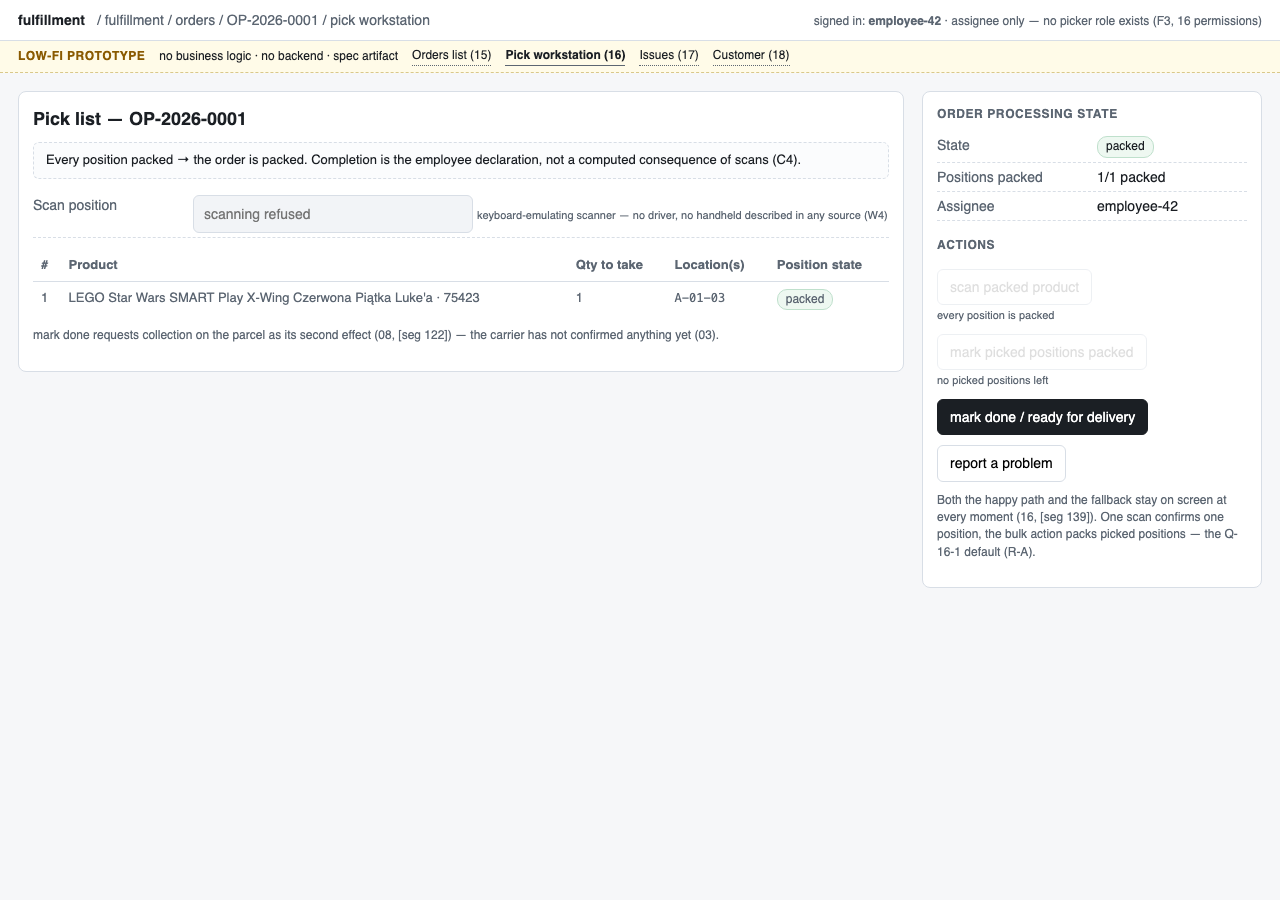 fulfillment / fulfillment / orders / OP-2026-0001 / pick workstation
signed in: employee-42 · assignee only — no picker role exists (F3, 16 permissions)
LOW-FI PROTOTYPE no business logic · no backend · spec artifact Orders list (15) Pick workstation (16) Issues (17) Customer (18)
Pick list — OP-2026-0001
Every position packed → the order is packed. Completion is the employee declaration, not a computed consequence of scans (C4).
Scan position scanning refused keyboard-emulating scanner — no driver, no handheld described in any source (W4)
# Product Qty to take Location(s) Position state
1 LEGO Star Wars SMART Play X-Wing Czerwona Piątka Luke'a · 75423 1 A-01-03 packed
mark done requests collection on the parcel as its second effect (08, [seg 122]) — the carrier has not confirmed anything yet (03).
ORDER PROCESSING STATE
State packed
Positions packed 1/1 packed
Assignee employee-42
ACTIONS
scan packed product
every position is packed
mark picked positions packed
no picked positions left
mark done / ready for delivery
report a problem
Both the happy path and the fallback stay on screen at
every moment (16, [seg 139]). One scan confirms one
position, the bulk action packs picked positions — the Q-
16-1 default (R-A).